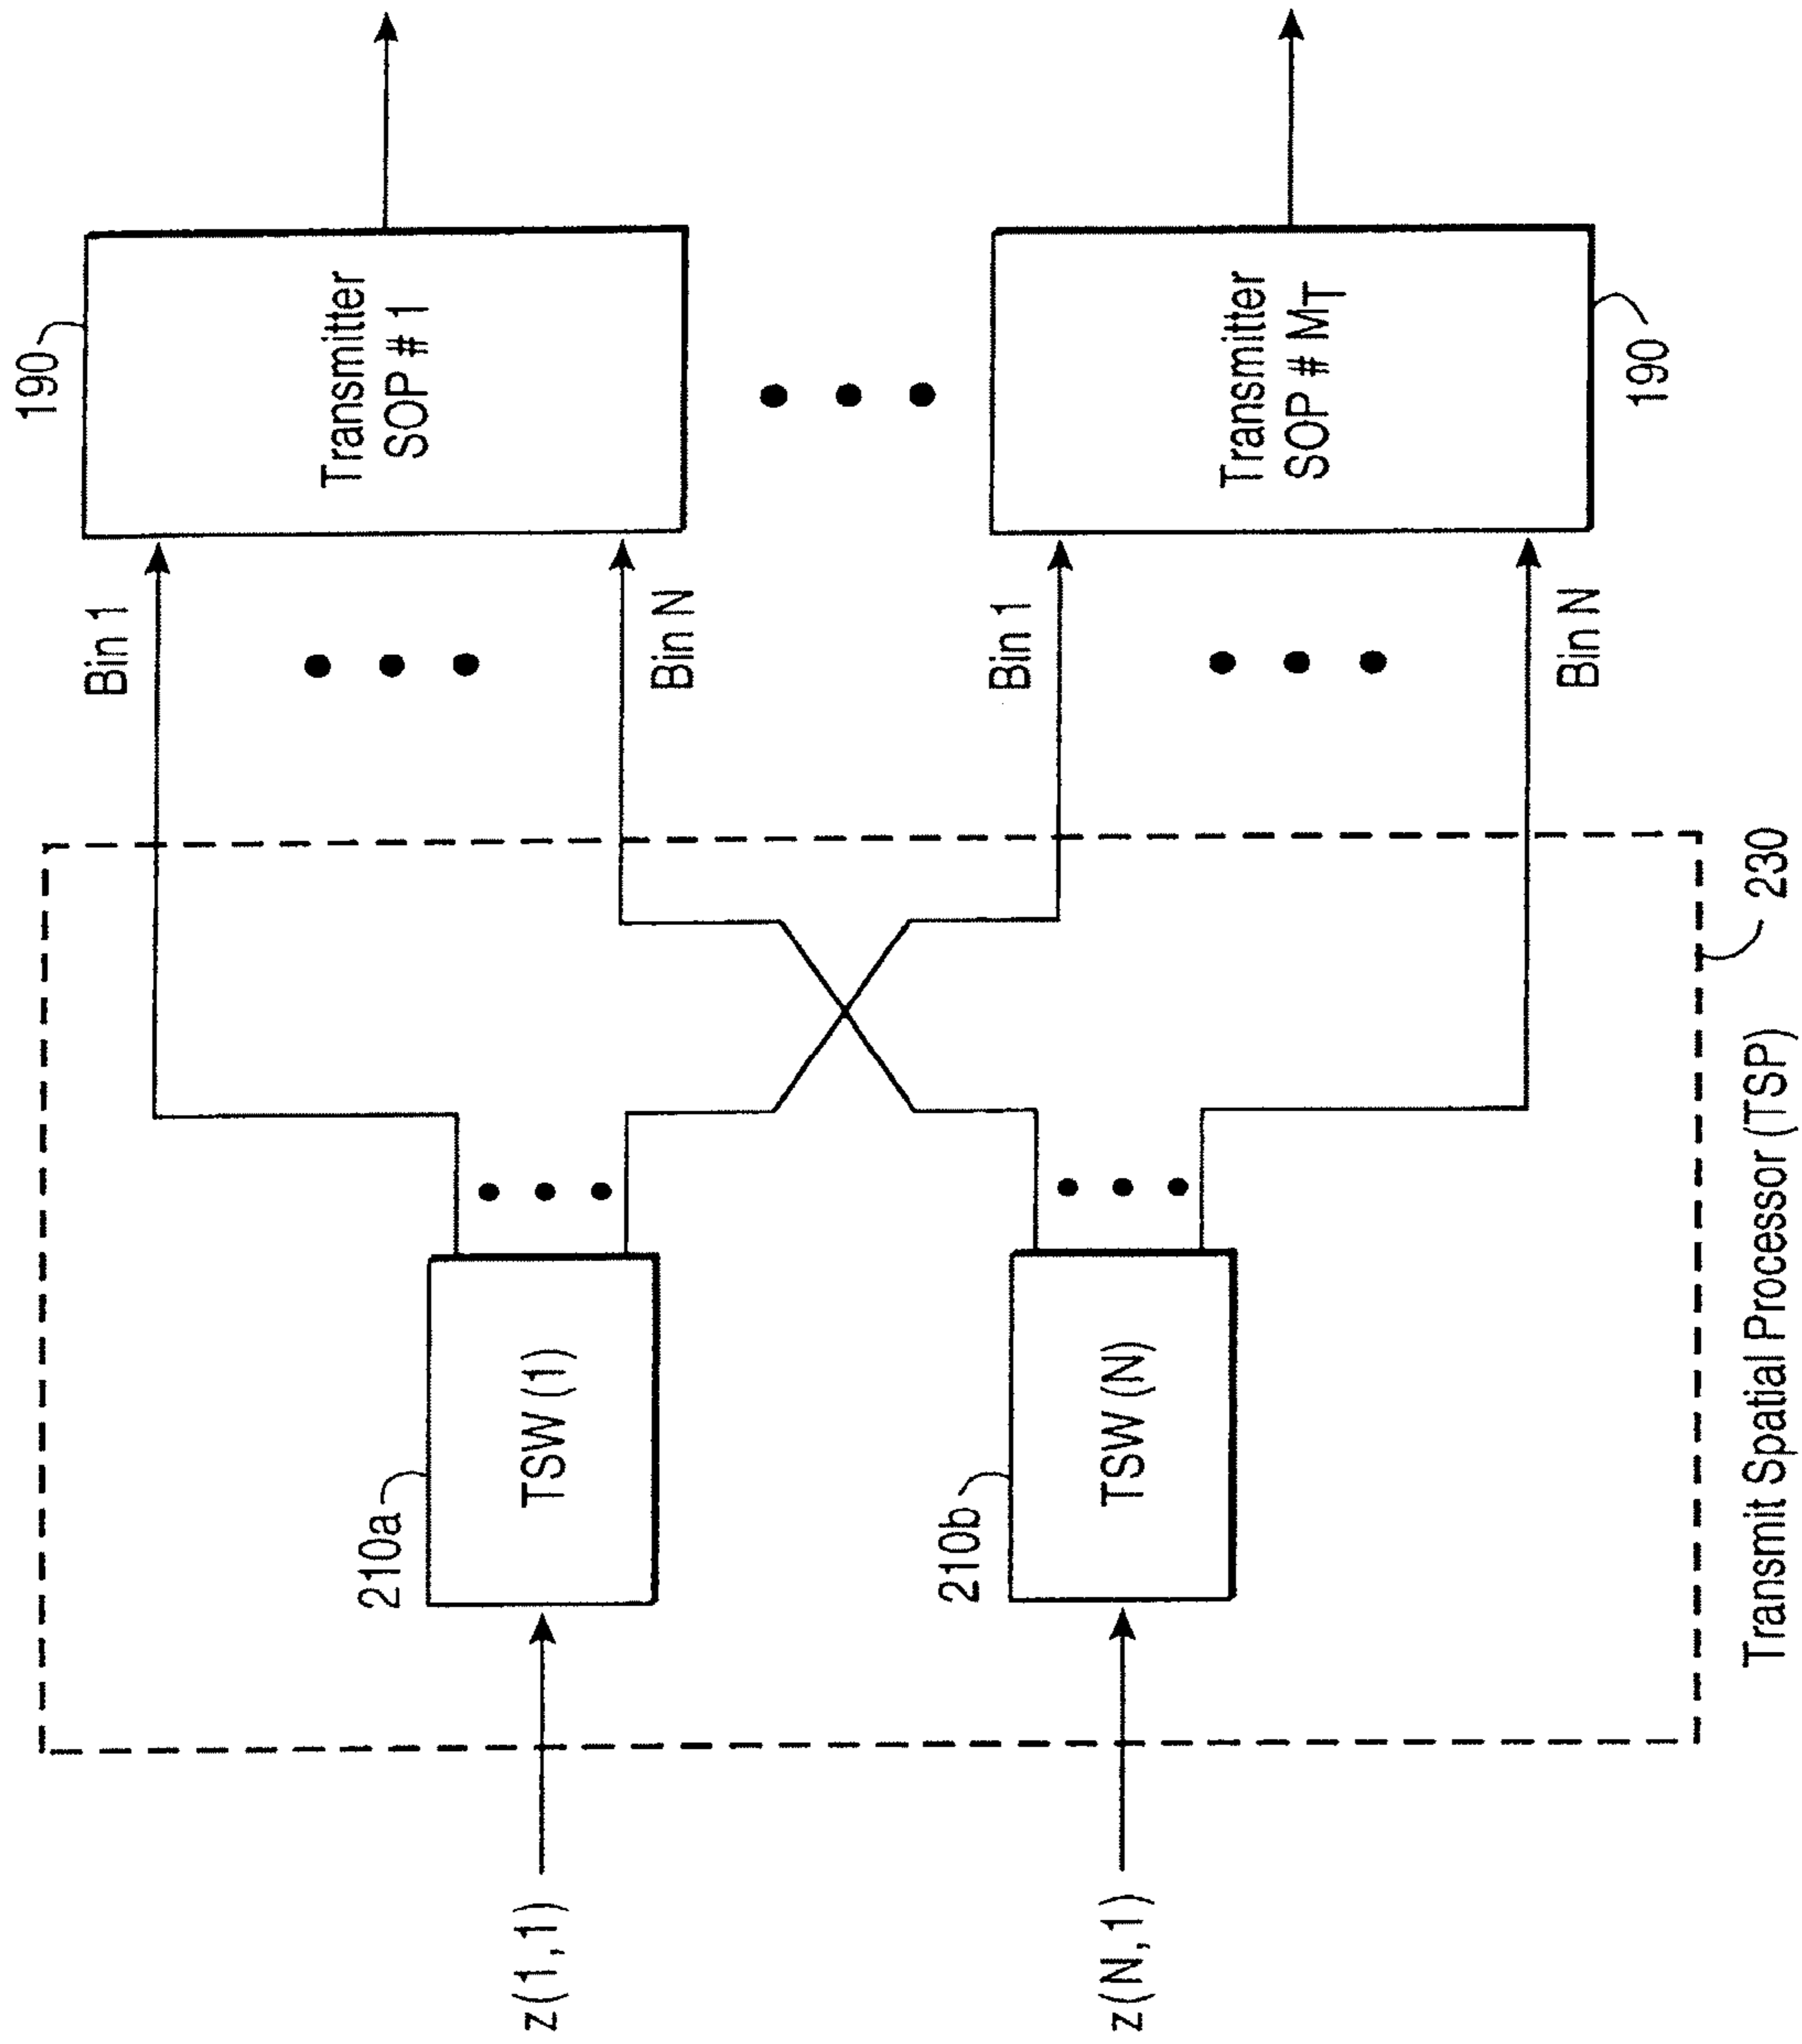 z(1,1)
z(N,1)
210a
TSW (1)
210b
TSW (N)
Transmit Spatial Processor (TSP)
230
Bin 1
Bin N
Bin 1
Bin N
190
Transmitter
SOP # 1
Transmitter
SOP # MT
190